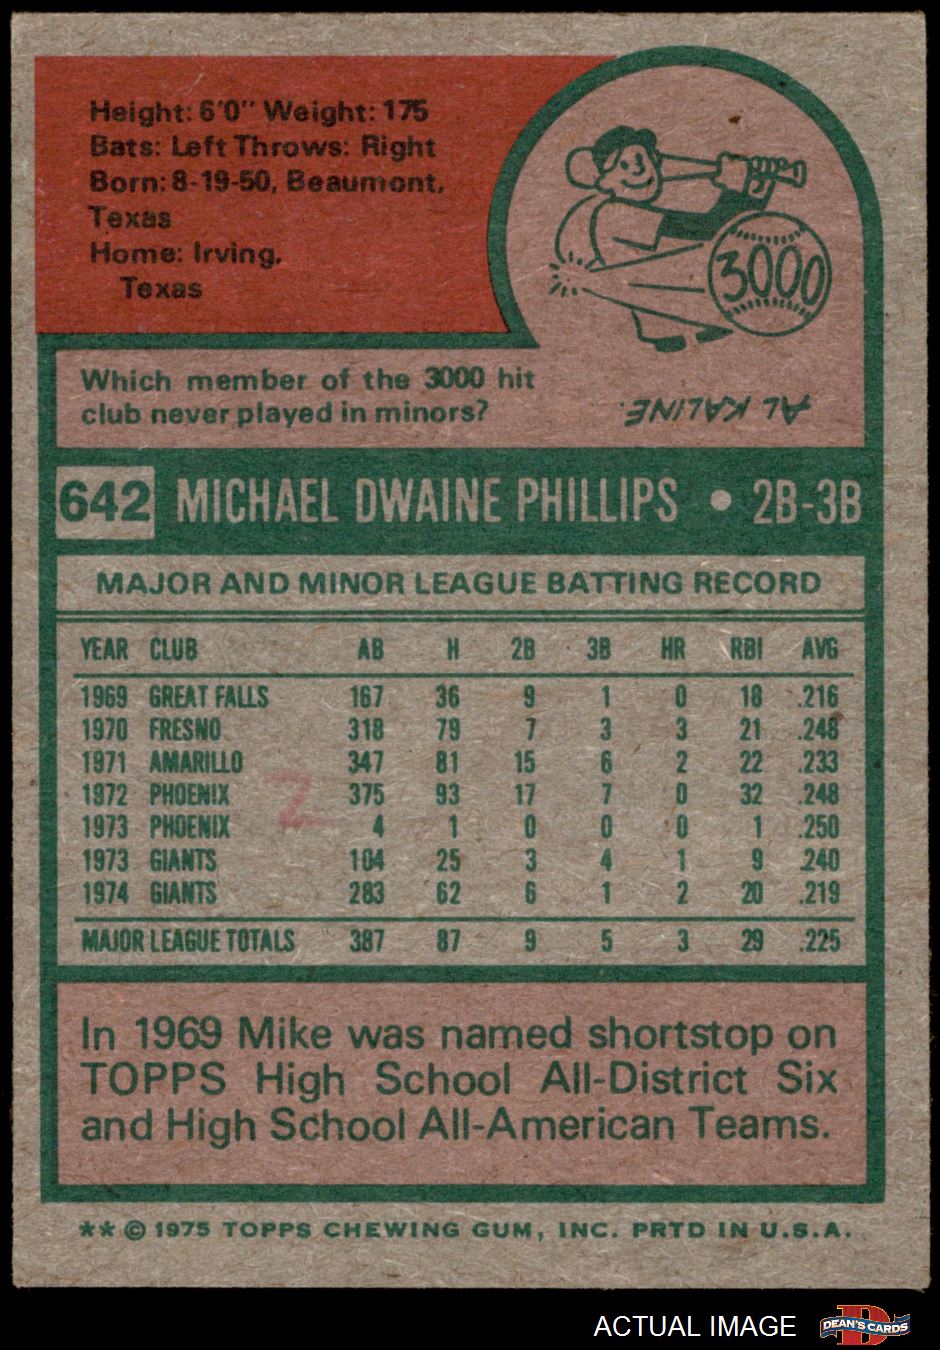 Height: 6'0" Weight: 175
Bats: Left Throws: Right
Born: 8-19-50, Beaumont,
Texas
Home: Irving,
Texas
3000
Which member of the 3000 hit
club never played in minors?
AL KALINE.
642 MICHAEL DWAINE PHILLIPS • 2B-3B
MAJOR AND MINOR LEAGUE BATTING RECORD
YEAR CLUB AB H 2B 3B HR RBI AVG
1969 GREAT FALLS 167 36 9 1 0 18 .216
1970 FRESNO 318 79 7 3 3 21 .248
1971 AMARILLO 347 81 15 6 2 22 .233
1972 PHOENIX 375 93 17 7 0 32 .248
1973 PHOENIX 4 1 0 0 0 1 .250
1973 GIANTS 104 25 3 4 1 9 .240
1974 GIANTS 283 62 6 1 2 20 .219
MAJOR LEAGUE TOTALS 387 87 9 5 3 29 .225
In 1969 Mike was named shortstop on
TOPPS High School All-District Six
and High School All-American Teams.
** © 1975 TOPPS CHEWING GUM, INC. PRTD IN U.S.A.
ACTUAL IMAGE
D
DEAN'S CARDS